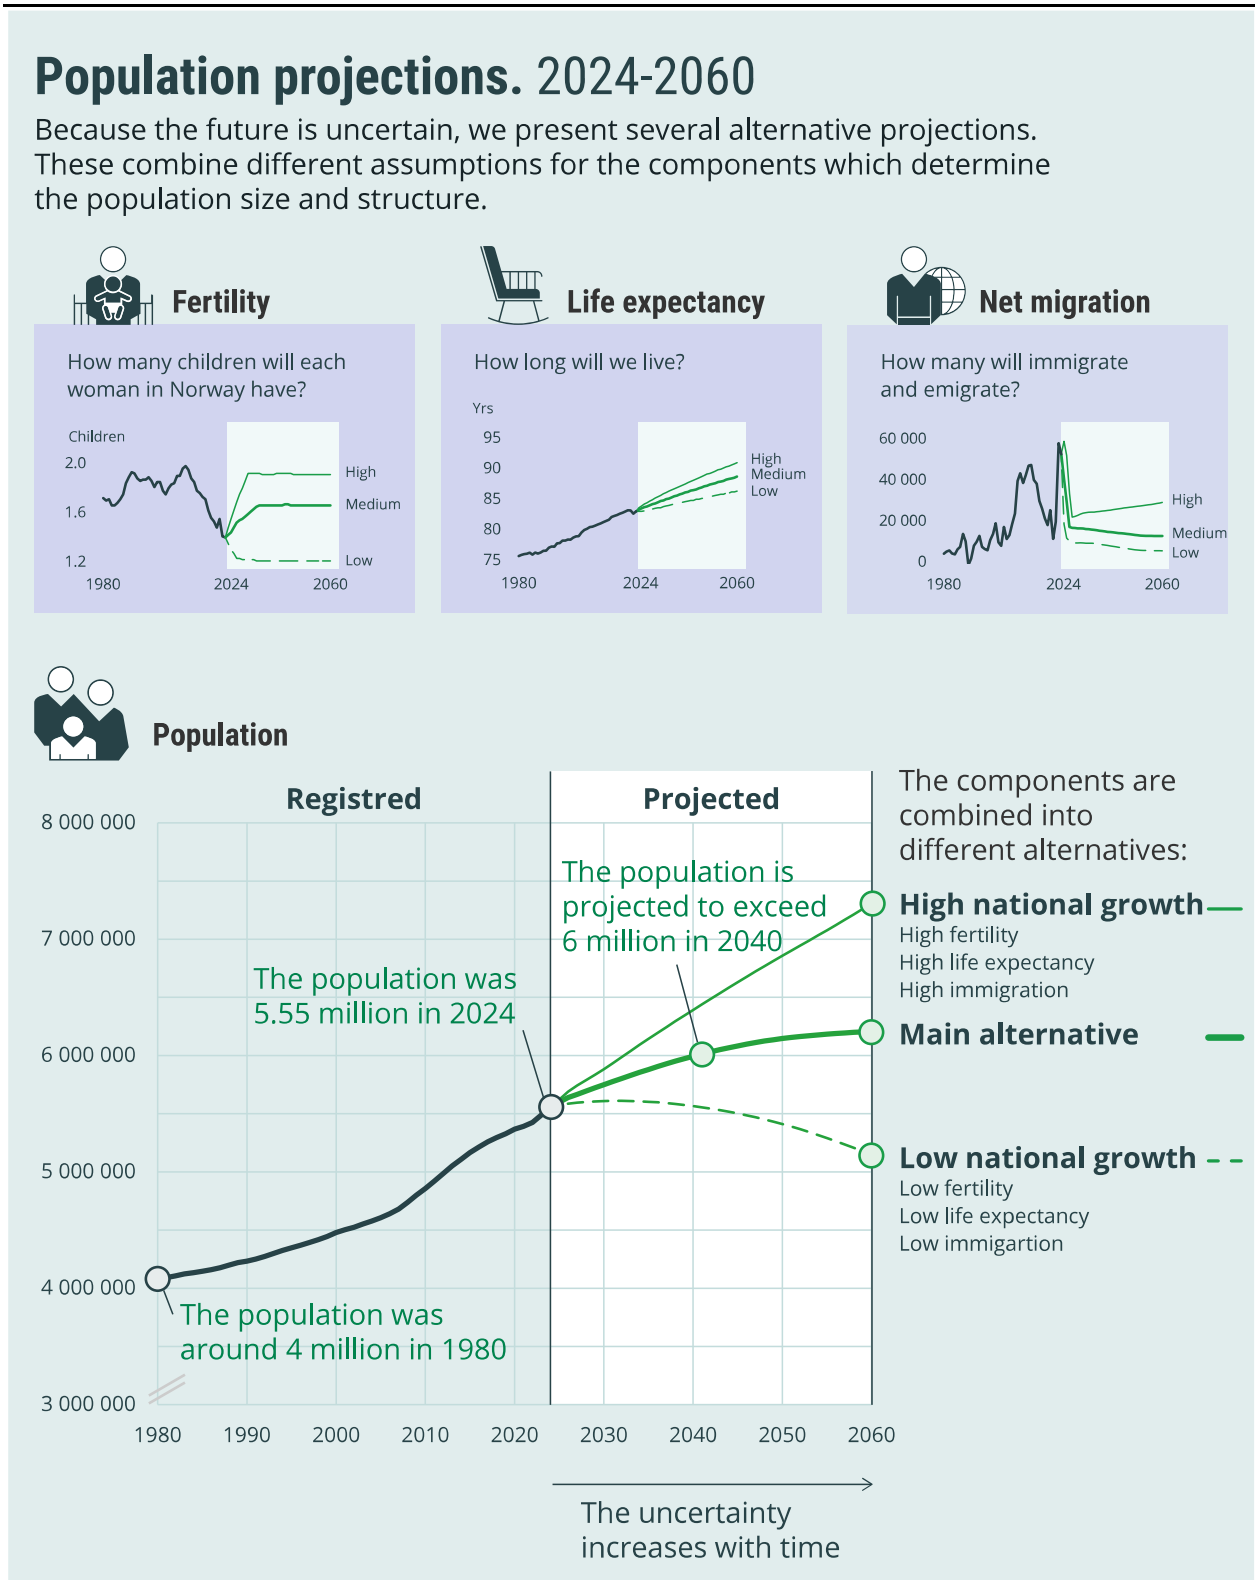 Population projections. 2024-2060
Because the future is uncertain, we present several alternative projections.
These combine different assumptions for the components which determine
the population size and structure.
Fertility
How many children will each
woman in Norway have?
Children
2.0
1.6
1.2
1980
2024
2060
High
Medium
Low
Life expectancy
How long will we live?
Yrs
95
90
85
80
75
1980
2024
2060
High
Medium
Low
Net migration
How many will immigrate
and emigrate?
60 000
40 000
20 000
0
1980
2024
2060
High
Medium
Low
Population
Registred
Projected
8 000 000
7 000 000
6 000 000
5 000 000
4 000 000
3 000 000
The population is
projected to exceed
6 million in 2040
The population was
5.55 million in 2024
The population was
around 4 million in 1980
1980
1990
2000
2010
2020
2030
2040
2050
2060
The components are
combined into
different alternatives:
High national growth
High fertility
High life expectancy
High immigration
Main alternative
Low national growth
Low fertility
Low life expectancy
Low immigartion
The uncertainty
increases with time